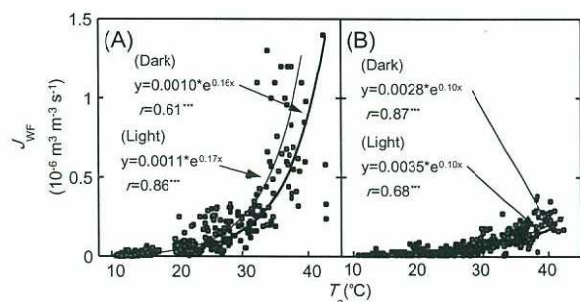 1.5
1
0.5
0
J_WF
(10⁻⁶ m³ m⁻³ s⁻¹)
(A)
(Dark)
y=0.0010*e^0.16x
r=0.61***
(Light)
y=0.0011*e^0.17x
r=0.86***
(B)
(Dark)
y=0.0028*e^0.10x
r=0.87***
(Light)
y=0.0035*e^0.10x
r=0.68***
10 20 30 40 10 20 30 40
T (°C)